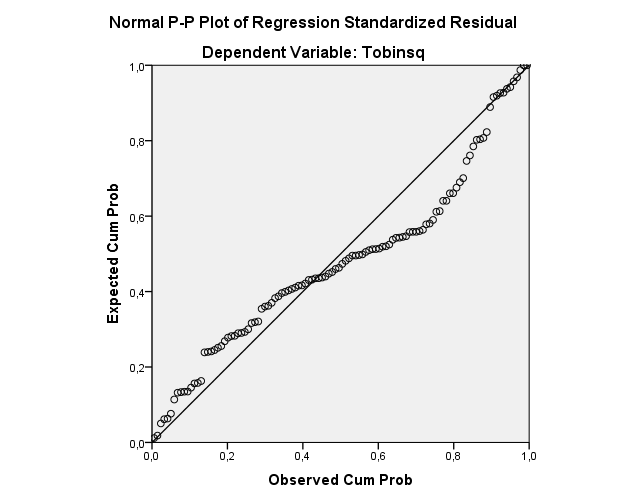 Normal P-P Plot of Regression Standardized Residual
Dependent Variable: Tobinsq
1,0
0,8
0,6
0,4
0,2
0,0
Expected Cum Prob
0,0 0,2 0,4 0,6 0,8 1,0
Observed Cum Prob